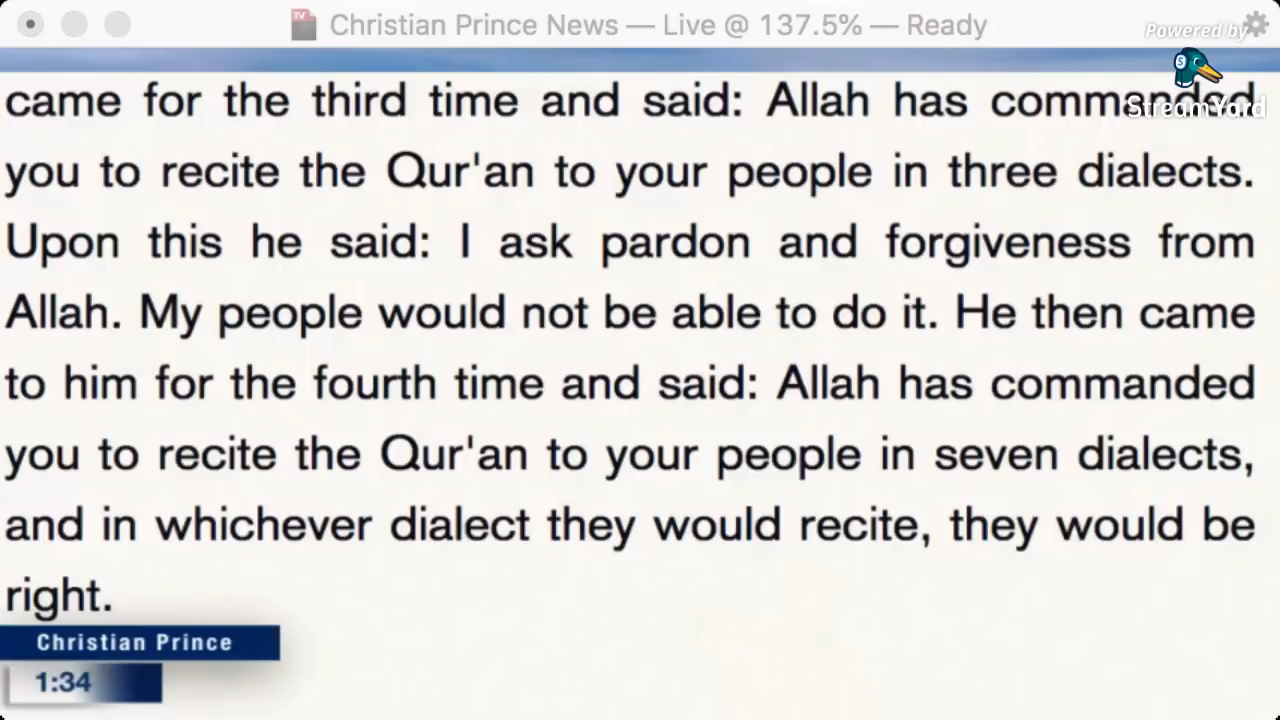 Christian Prince News — Live @ 137.5% — Ready
Powered by
StreamYard
came for the third time and said: Allah has commanded
you to recite the Qur'an to your people in three dialects.
Upon this he said: I ask pardon and forgiveness from
Allah. My people would not be able to do it. He then came
to him for the fourth time and said: Allah has commanded
you to recite the Qur'an to your people in seven dialects,
and in whichever dialect they would recite, they would be
right.
Christian Prince
1:34